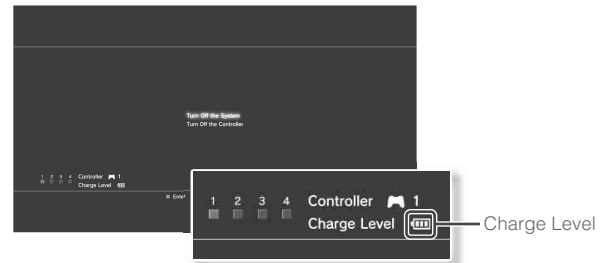 Turn Off the System
Turn Off the Controller
1 2 3 4 Controller 1
Charge Level
X Enter
1 2 3 4 Controller 1
Charge Level
Charge Level